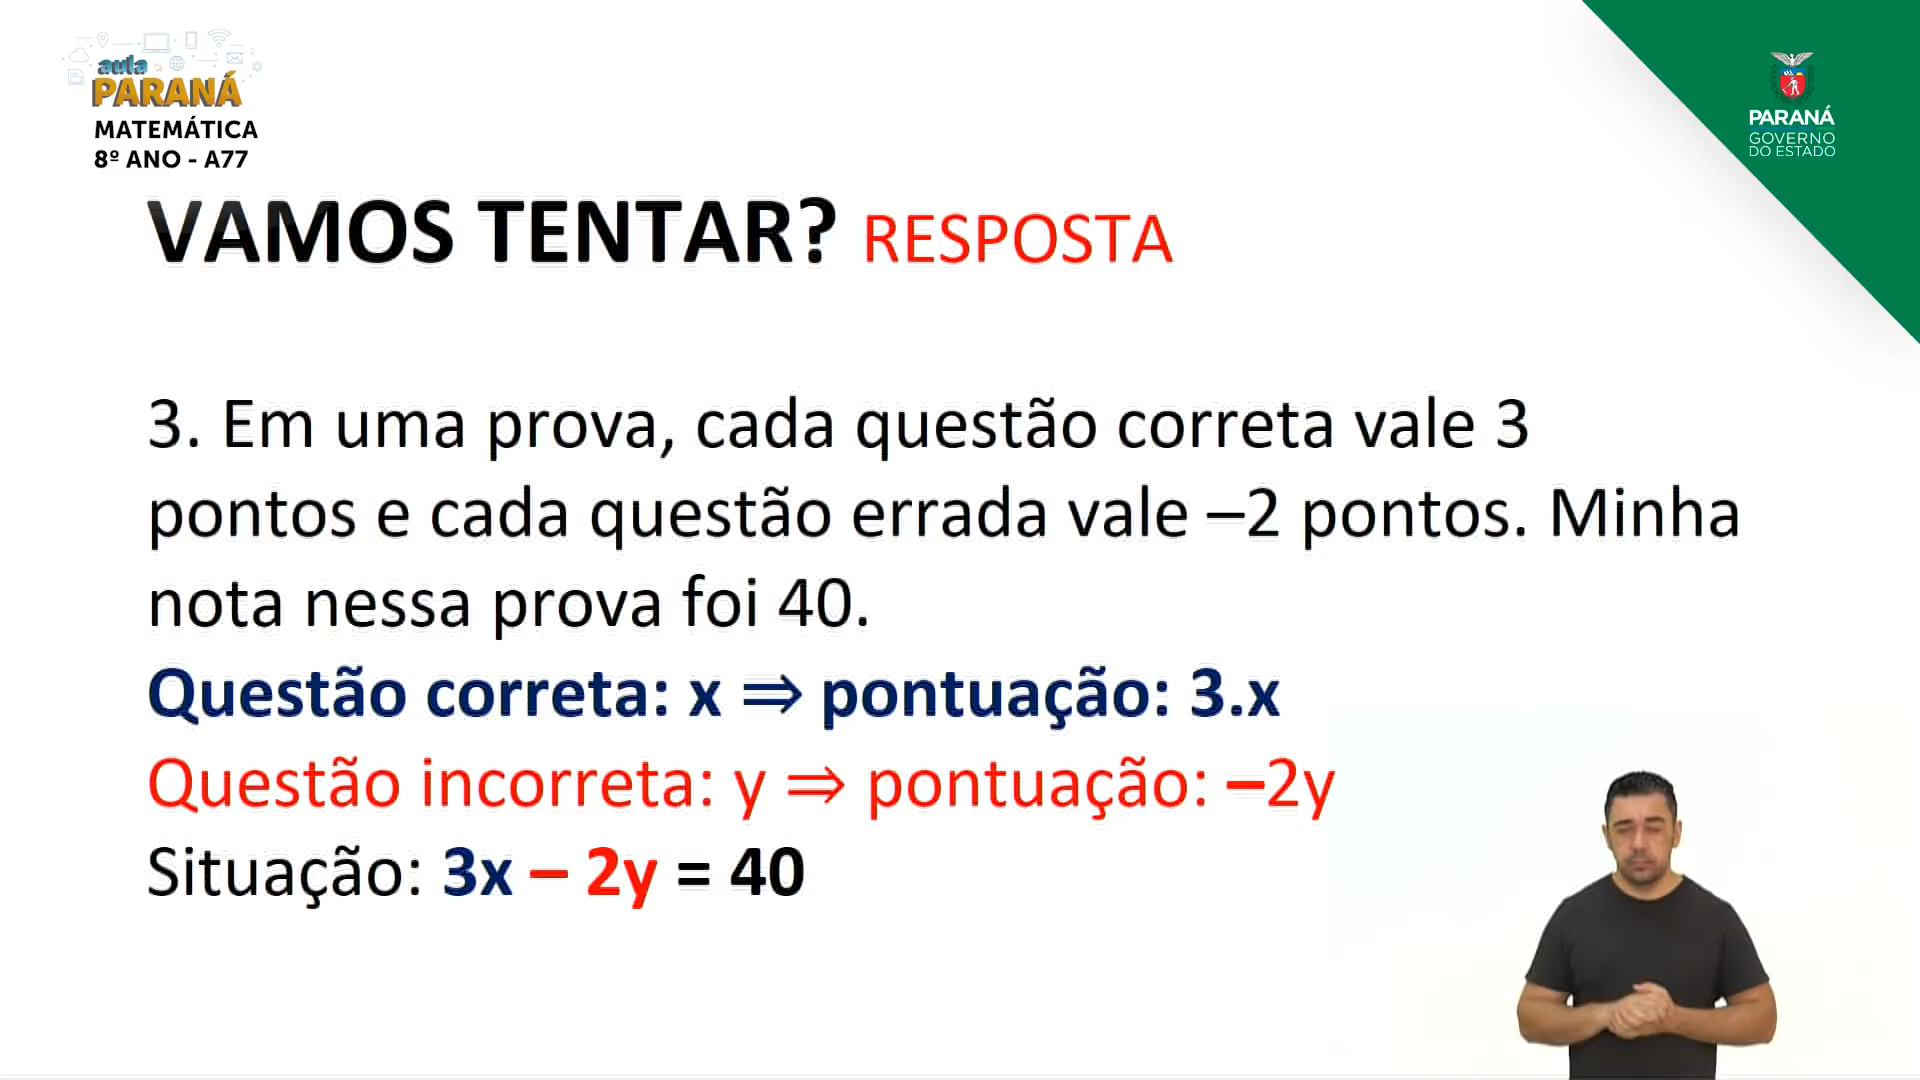 aula
PARANÁ
MATEMÁTICA
8º ANO - A77
PARANÁ
GOVERNO
DO ESTADO
VAMOS TENTAR? RESPOSTA
3. Em uma prova, cada questão correta vale 3
pontos e cada questão errada vale –2 pontos. Minha
nota nessa prova foi 40.
Questão correta: x ⇒ pontuação: 3.x
Questão incorreta: y ⇒ pontuação: –2y
Situação: 3x – 2y = 40